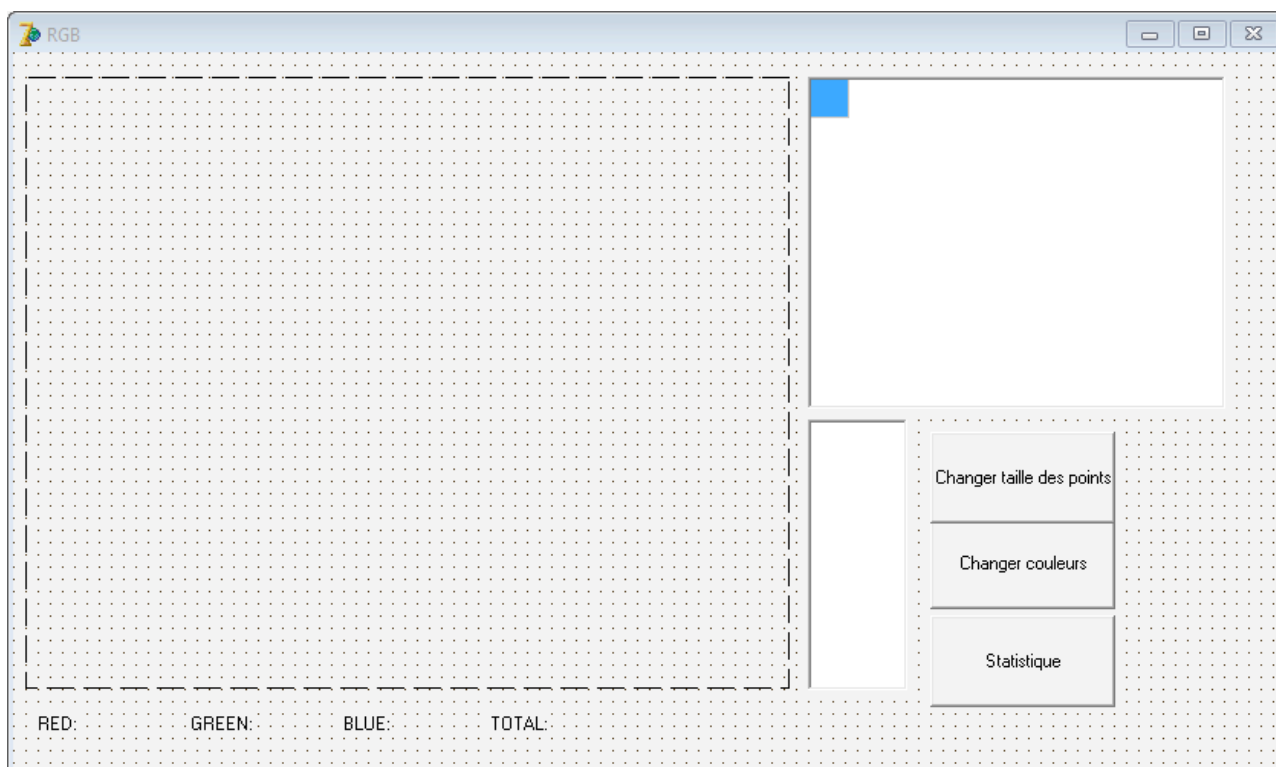 RGB
Changer taille des points
Changer couleurs
Statistique
RED: GREEN: BLUE: TOTAL: